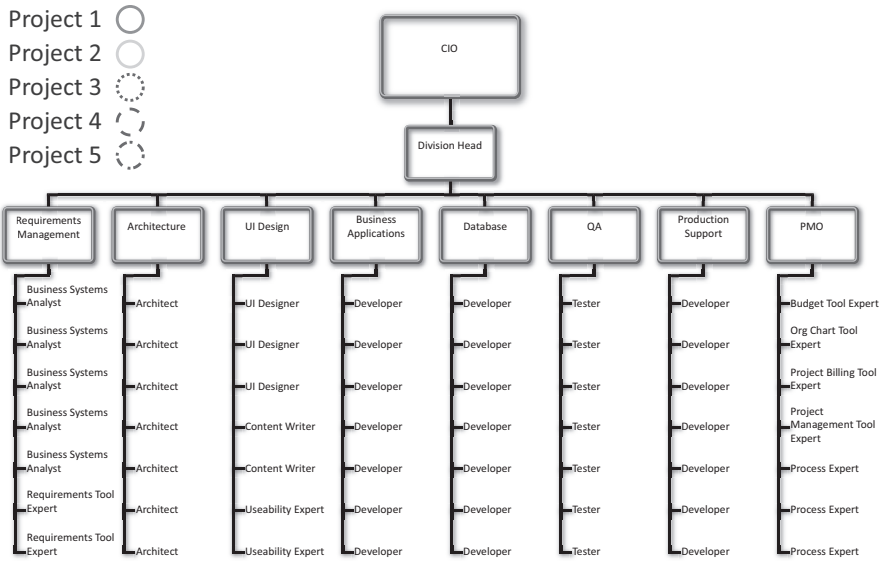 Project 1
Project 2
Project 3
Project 4
Project 5
CIO
Division Head
Requirements
Management
Architecture
UI Design
Business
Applications
Database
QA
Production
Support
PMO
Business Systems
Analyst
Business Systems
Analyst
Business Systems
Analyst
Business Systems
Analyst
Business Systems
Analyst
Requirements Tool
Expert
Requirements Tool
Expert
Architect
Architect
Architect
Architect
Architect
Architect
Architect
UI Designer
UI Designer
UI Designer
Content Writer
Content Writer
Useability Expert
Useability Expert
Developer
Developer
Developer
Developer
Developer
Developer
Developer
Developer
Developer
Developer
Developer
Developer
Developer
Developer
Tester
Tester
Tester
Tester
Tester
Tester
Tester
Developer
Developer
Developer
Developer
Developer
Developer
Developer
Budget Tool Expert
Org Chart Tool
Expert
Project Billing Tool
Expert
Project
Management Tool
Expert
Process Expert
Process Expert
Process Expert